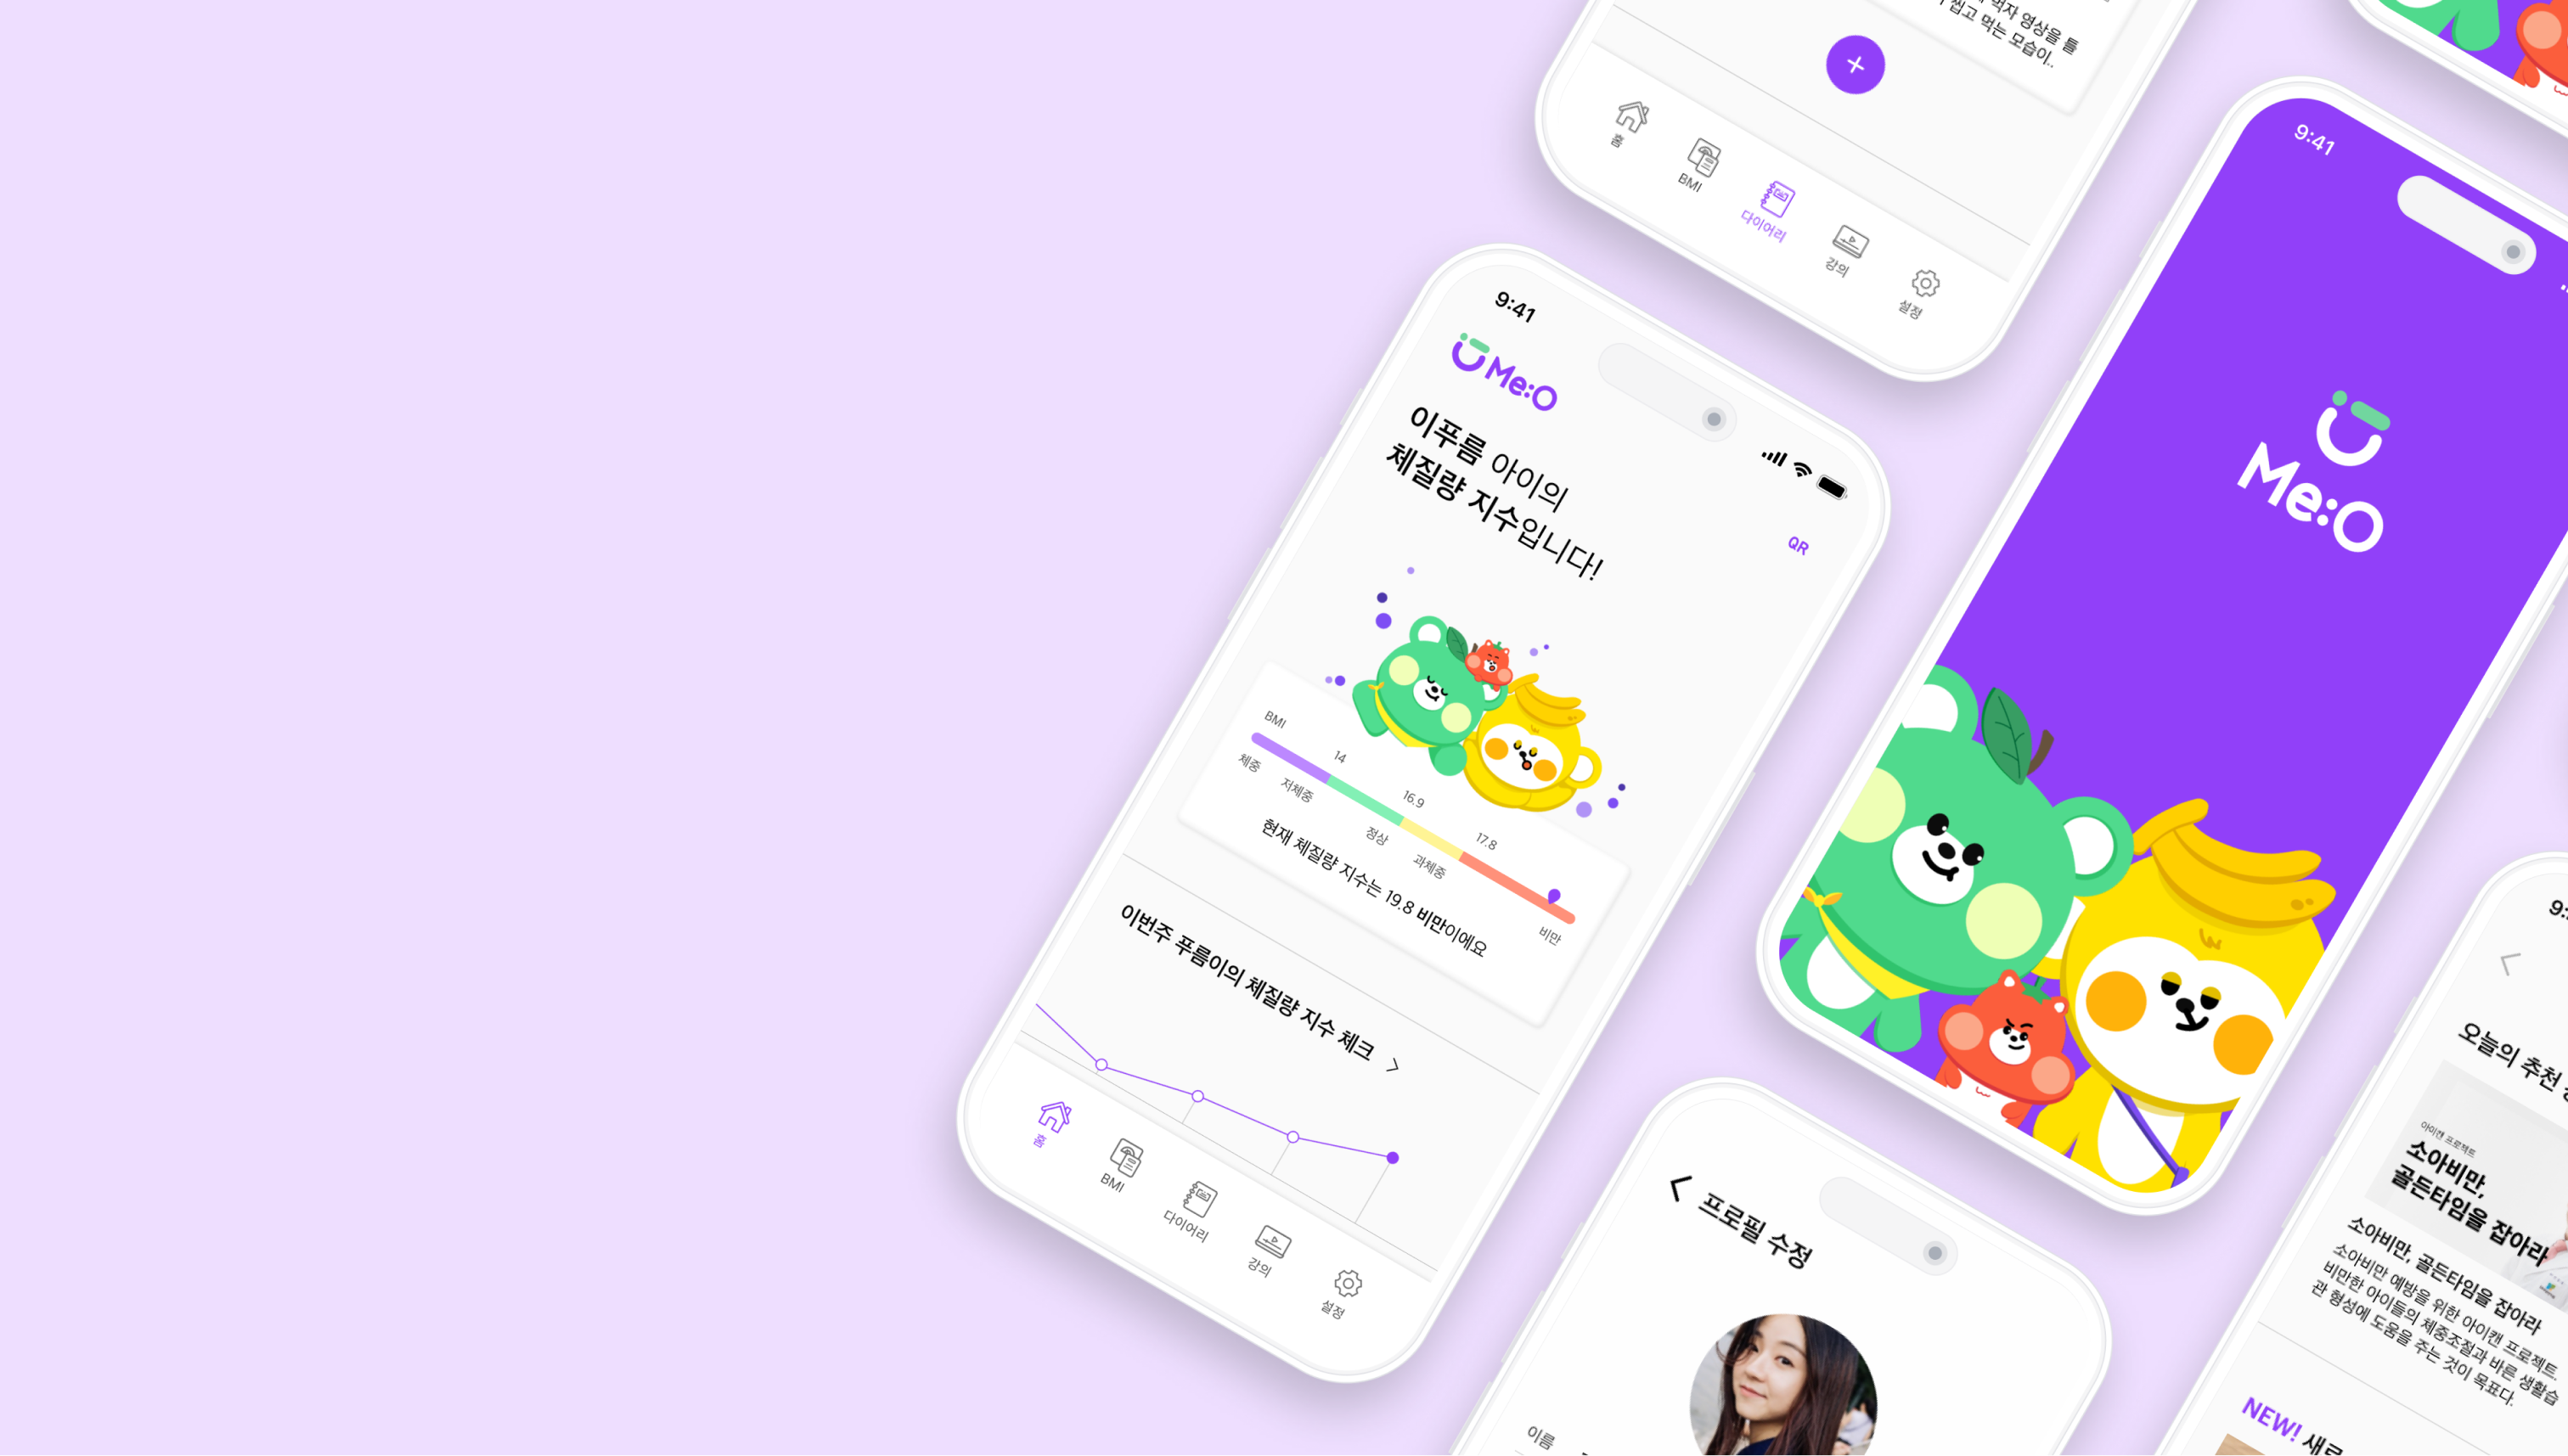 먹자 영상을 틀
씹고 먹는 모습이..
홈
BMI
다이어리
강의
설정
9:41
Me:O
이푸름 아이의
체질량 지수입니다!
QR
BMI
14
16.9
17.8
체중
저체중
정상
과체중
비만
현재 체질량 지수는 19.8 비만이에요
이번주 푸름이의 체질량 지수 체크
홈
BMI
다이어리
강의
설정
9:41
Me:O
프로필 수정
이름
오늘의 추천
아이캔 프로젝트
소아비만,
골든타임을 잡아라
소아비만, 골든타임을 잡아라
소아비만 예방을 위한 아이캔 프로젝트.
비만한 아이들의 체중조절과 바른 생활습
관 형성에 도움을 주는 것이 목표다.
NEW! 새로